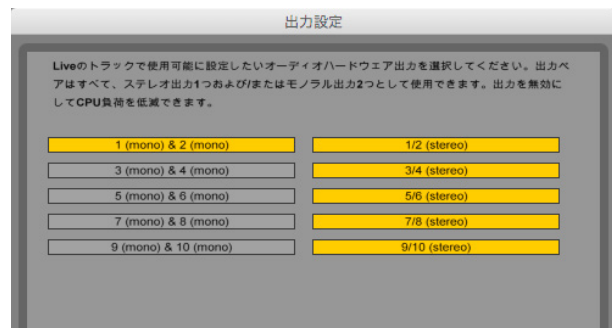 出力設定
Liveのトラックで使用可能に設定したいオーディオハードウェア出力を選択してください。出力ペ
アはすべて、ステレオ出力1つおよび/またはモノラル出力2つとして使用できます。出力を無効に
してCPU負荷を低減できます。
1 (mono) & 2 (mono) 1/2 (stereo)
3 (mono) & 4 (mono) 3/4 (stereo)
5 (mono) & 6 (mono) 5/6 (stereo)
7 (mono) & 8 (mono) 7/8 (stereo)
9 (mono) & 10 (mono) 9/10 (stereo)